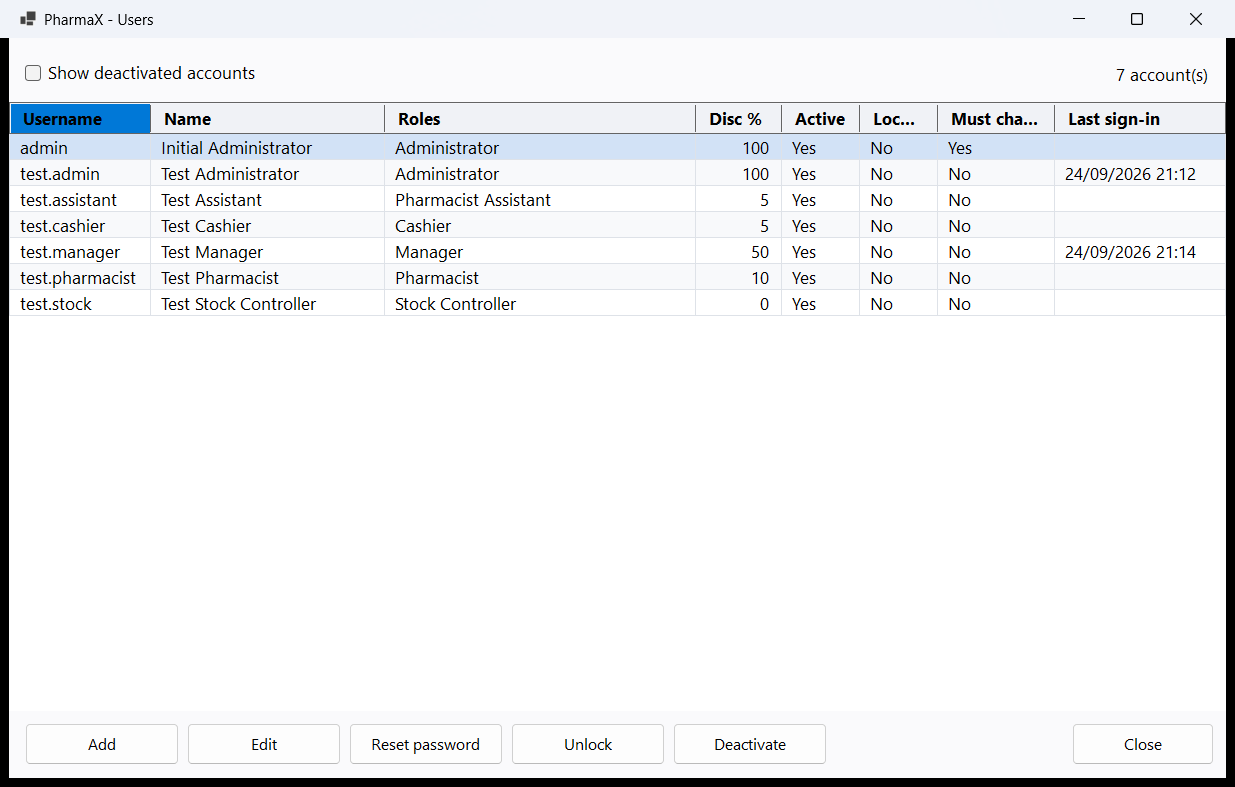 PharmaX - Users
Show deactivated accounts
7 account(s)
Username Name Roles Disc % Active Loc... Must cha... Last sign-in
admin Initial Administrator Administrator 100 Yes No Yes
test.admin Test Administrator Administrator 100 Yes No No 24/09/2026 21:12
test.assistant Test Assistant Pharmacist Assistant 5 Yes No No
test.cashier Test Cashier Cashier 5 Yes No No
test.manager Test Manager Manager 50 Yes No No 24/09/2026 21:14
test.pharmacist Test Pharmacist Pharmacist 10 Yes No No
test.stock Test Stock Controller Stock Controller 0 Yes No No
Add Edit Reset password Unlock Deactivate Close